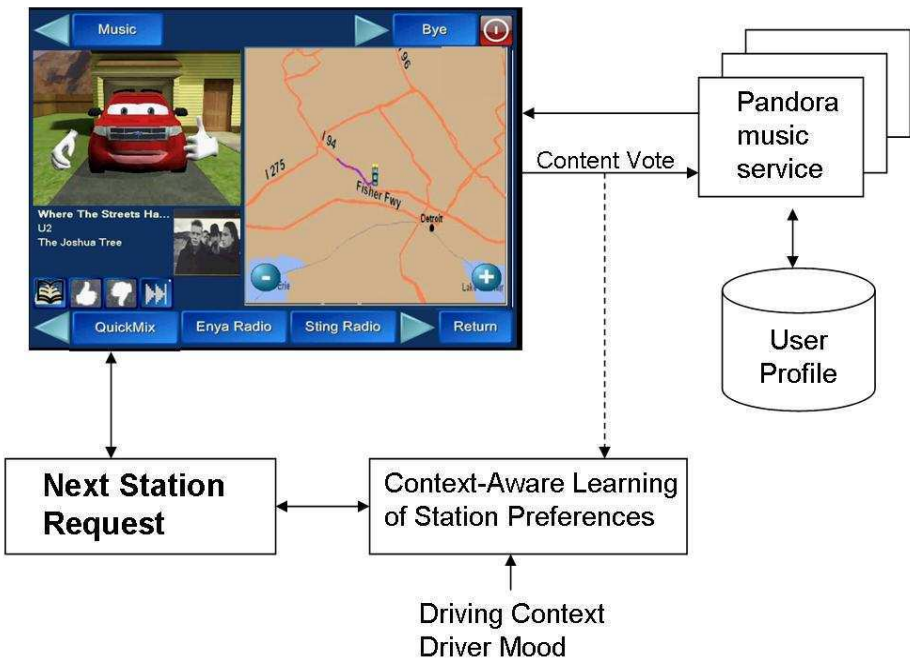 Music
Bye
I 96
I 94
I 275
Fisher Fwy
Detroit
Erie
Where The Streets Ha...
U2
The Joshua Tree
QuickMix
Enya Radio
Sting Radio
Return
Pandora
music
service
Content Vote
User
Profile
Next Station
Request
Context-Aware Learning
of Station Preferences
Driving Context
Driver Mood